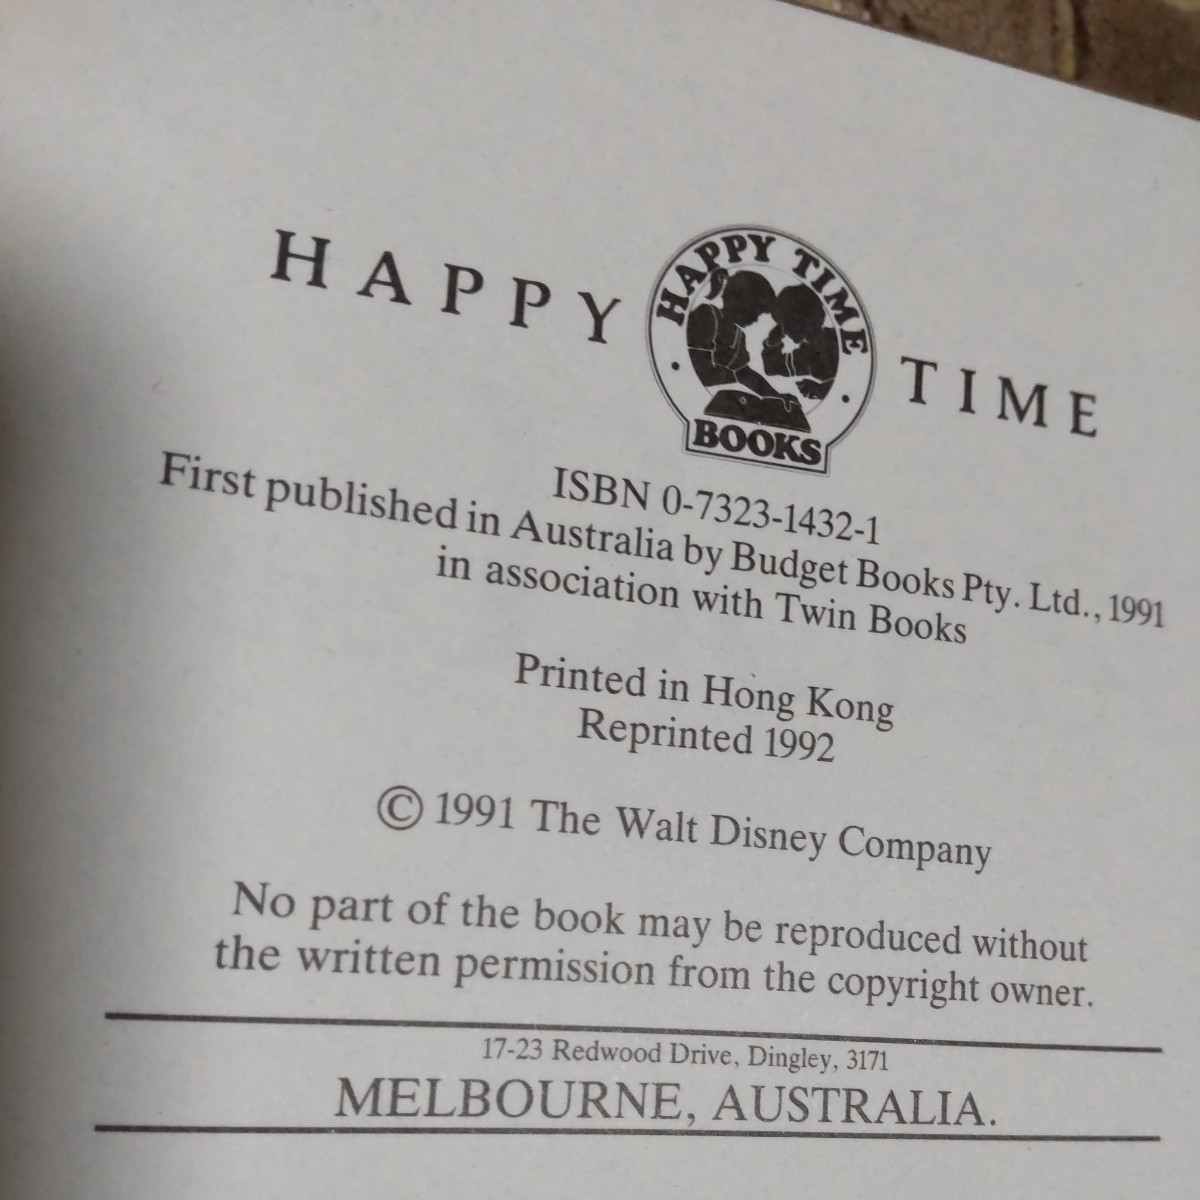 HAPPY TIME
HAPPY TIME
BOOKS
ISBN 0-7323-1432-1
First published in Australia by Budget Books Pty. Ltd., 1991
in association with Twin Books
Printed in Hong Kong
Reprinted 1992
© 1991 The Walt Disney Company
No part of the book may be reproduced without
the written permission from the copyright owner.
17-23 Redwood Drive, Dingley, 3171
MELBOURNE, AUSTRALIA.